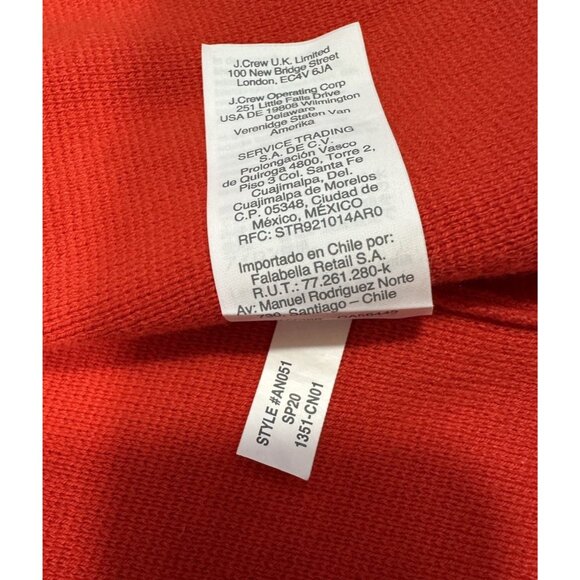 J.Crew U.K. Limited
100 New Bridge Street
London, EC4V 6JA
J.Crew Operating Corp
251 Little Falls Drive
USA DE 19808 Wilmington
Delaware
Verenidge Staten Van
Amerika
SERVICE TRADING
S.A. DE C.V.
Prolongación Vasco
de Quiroga 4800, Torre 2,
Piso 3 Col. Santa Fe
Cuajimalpa, Del.
Cuajimalpa de Morelos
C.P. 05348, Ciudad de
México, MÉXICO
RFC: STR921014AR0
Importado en Chile por:
Falabella Retail S.A.
R.U.T.: 77.261.280-k
Av: Manuel Rodriguez Norte
730, Santiago – Chile
STYLE #AN051
SP20
1351-CN01